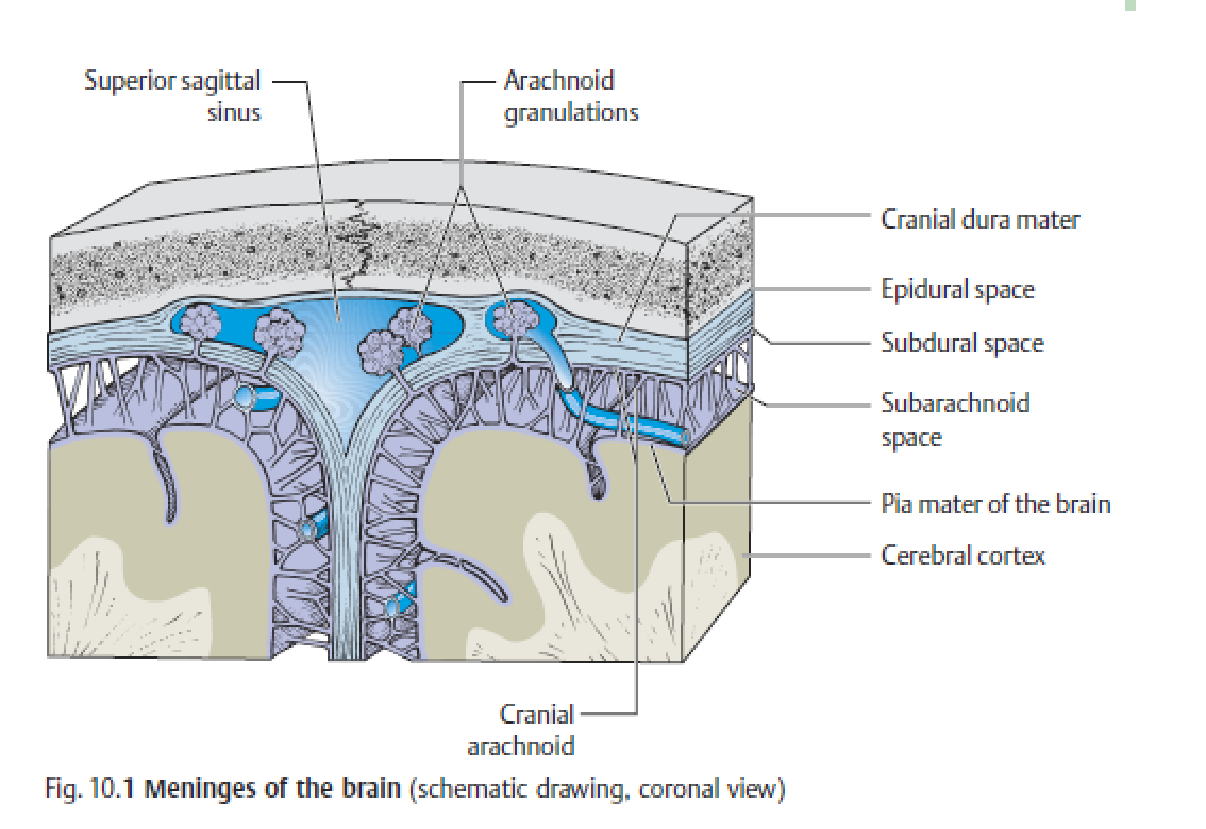 Superior sagittal
sinus
Arachnoid
granulations
Cranial dura mater
Epidural space
Subdural space
Subarachnoid
space
Pia mater of the brain
Cerebral cortex
Cranial
arachnoid
Fig. 10.1 Meninges of the brain (schematic drawing, coronal view)